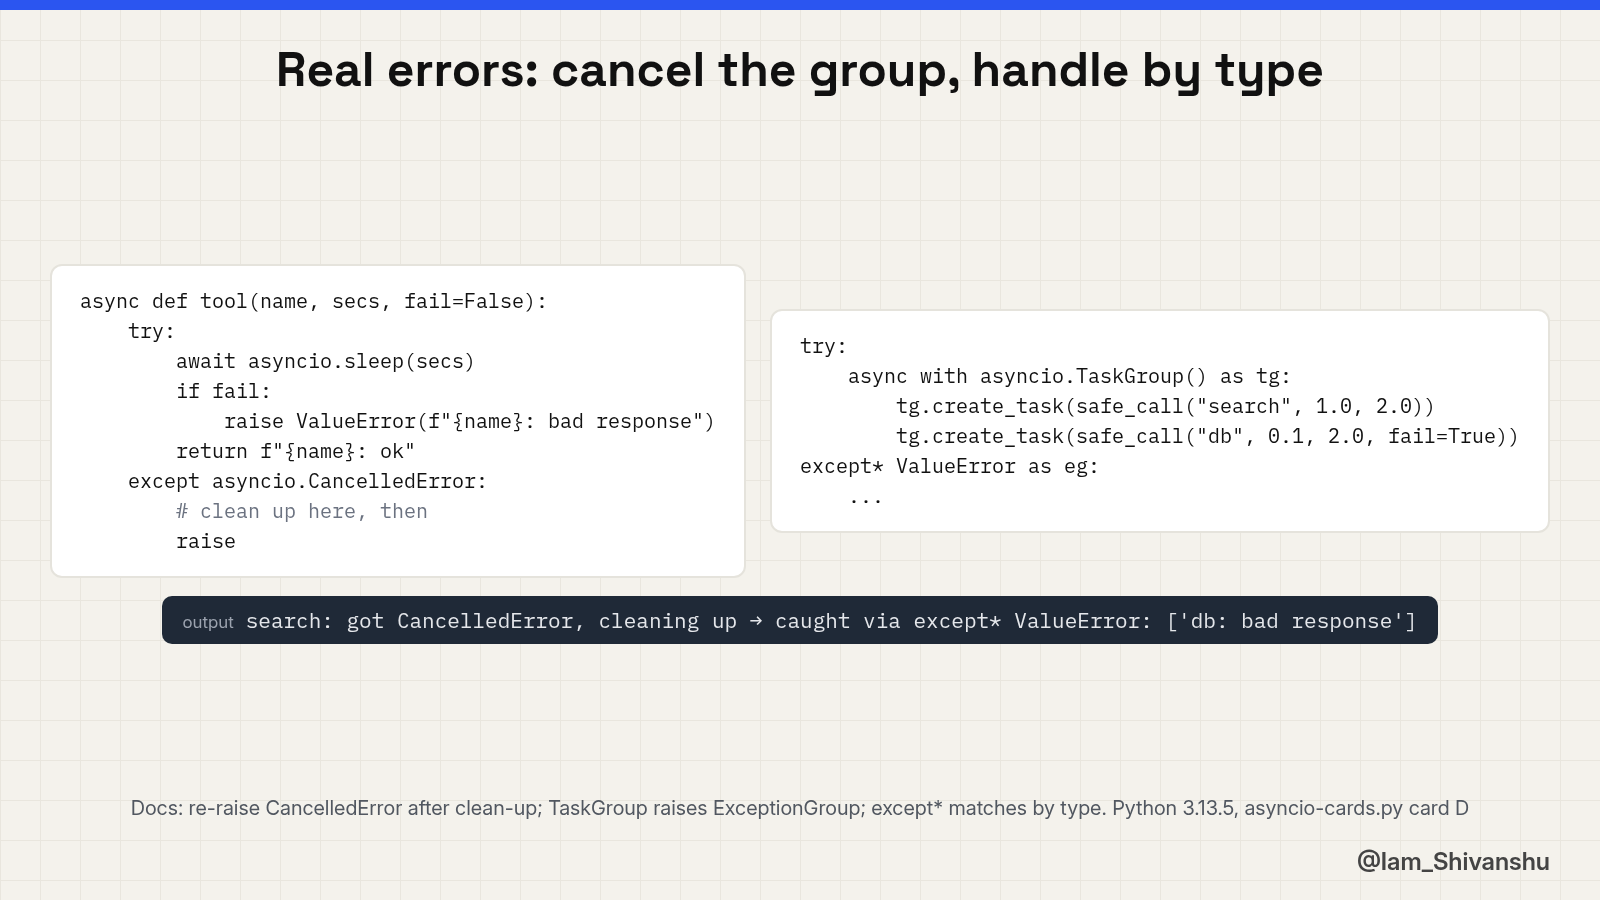 Real errors: cancel the group, handle by type
async def tool(name, secs, fail=False):
    try:
        await asyncio.sleep(secs)
        if fail:
            raise ValueError(f"{name}: bad response")
        return f"{name}: ok"
    except asyncio.CancelledError:
        # clean up here, then
        raise
try:
    async with asyncio.TaskGroup() as tg:
        tg.create_task(safe_call("search", 1.0, 2.0))
        tg.create_task(safe_call("db", 0.1, 2.0, fail=True))
except* ValueError as eg:
    ...
output search: got CancelledError, cleaning up → caught via except* ValueError: ['db: bad response']
Docs: re-raise CancelledError after clean-up; TaskGroup raises ExceptionGroup; except* matches by type. Python 3.13.5, asyncio-cards.py card D
@Iam_Shivanshu